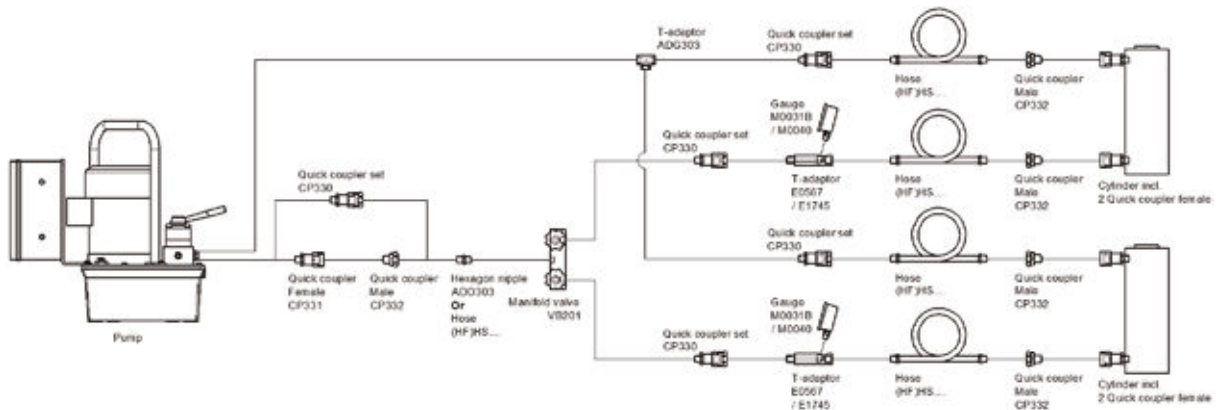 T-adaptor
ADG303
Quick coupler set
CP330
Hose
(HF)HS....
Quick coupler
Male
CP332
Gauge
M0031B
/ M0040
Quick coupler set
CP330
T-adaptor
E0567
/ E1745
Hose
(HF)HS....
Quick coupler
Male
CP332
Cylinder incl.
2 Quick coupler female
Quick coupler set
CP330
Quick coupler
Female
CP331
Quick coupler
Male
CP332
Hexagon nipple
Or
Hose
(HF)HS....
Manifold valve
VB201
Pump
Quick coupler set
CP330
Hose
(HF)HS....
Quick coupler
Male
CP332
Gauge
M0031B
/ M0040
Quick coupler set
CP330
T-adaptor
E0567
/ E1745
Hose
(HF)HS....
Quick coupler
Male
CP332
Cylinder incl.
2 Quick coupler female